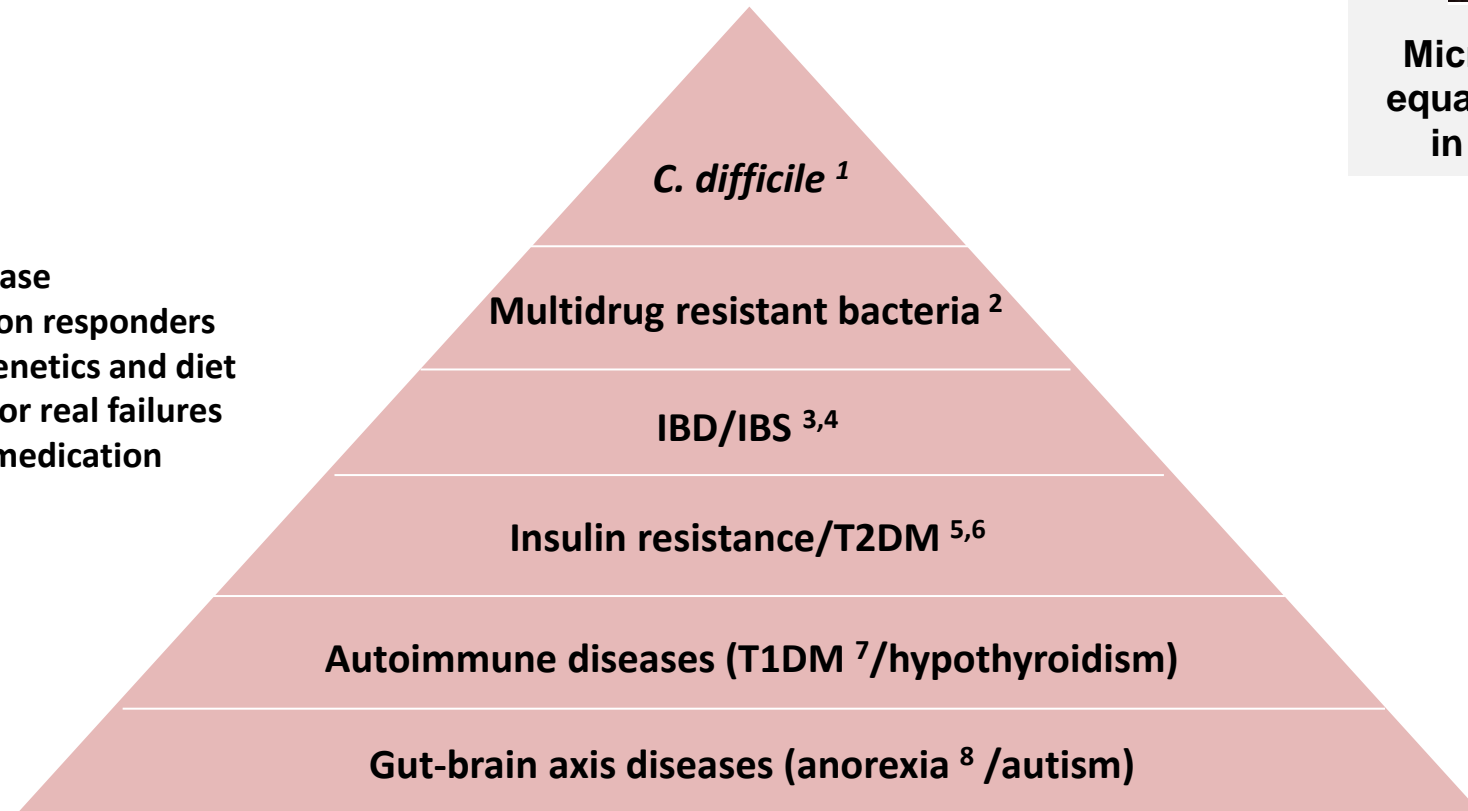 C. difficile 1
Multidrug resistant bacteria 2
IBD/IBS 3,4
Insulin resistance/T2DM 5,6
Autoimmune diseases (T1DM 7/hypothyroidism)
Gut-brain axis diseases (anorexia 8 /autism)
ase
on responders
enetics and diet
or real failures
medication
Mic
equa
in